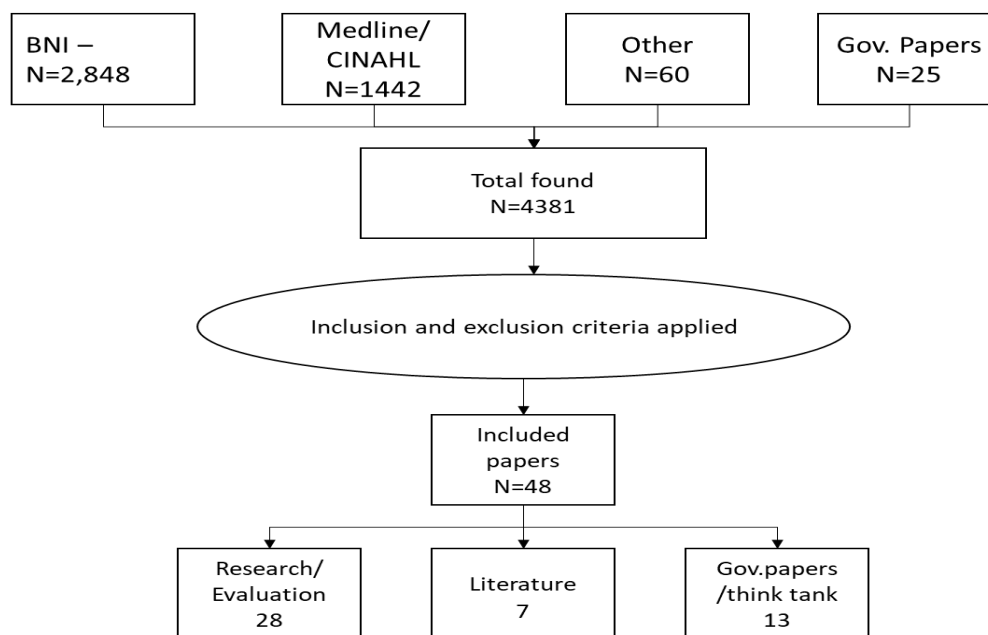 BNI –
N=2,848
Medline/
CINAHL
N=1442
Other
N=60
Gov. Papers
N=25
Total found
N=4381
Inclusion and exclusion criteria applied
Included
papers
N=48
Research/
Evaluation
28
Literature
7
Gov.papers
/think tank
13